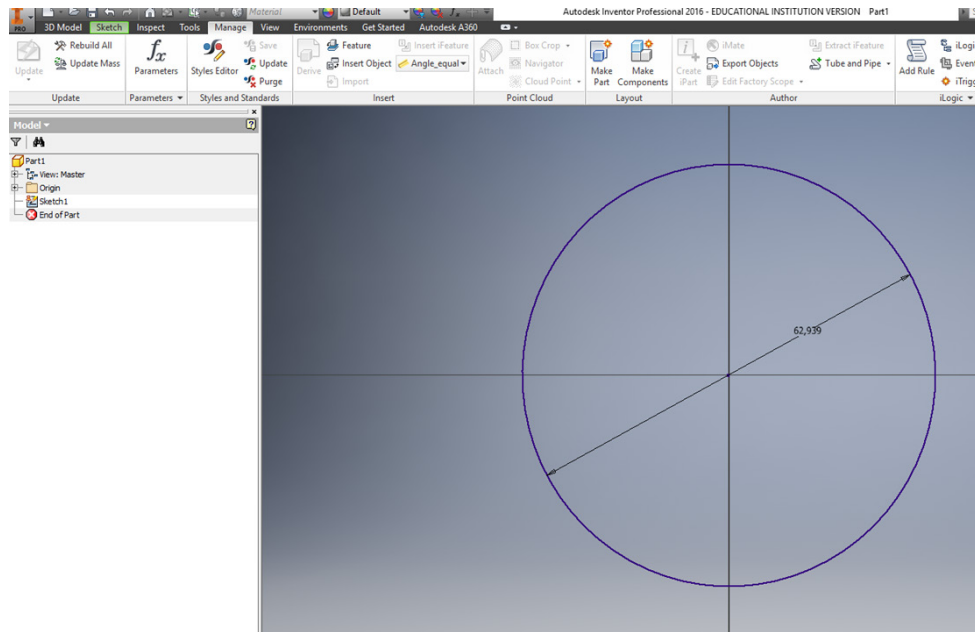 Material Default Autodesk Inventor Professional 2016 - EDUCATIONAL INSTITUTION VERSION Part1
PRO 3D Model Sketch Inspect Tools Manage View Environments Get Started Autodesk A360
Rebuild All Save Feature Insert iFeature Box Crop iMate Extract iFeature iLogi
Update Mass Update Insert Object Angle_equal Navigator Export Objects Tube and Pipe Event
Update Parameters Styles Editor Purge Derive Import Attach Cloud Point Make Part Make Components Create iPart Edit Factory Scope Add Rule iTrigg
Update Parameters Styles and Standards Insert Point Cloud Layout Author iLogic
Model
Part1
View: Master
Origin
Sketch1
End of Part
62,939